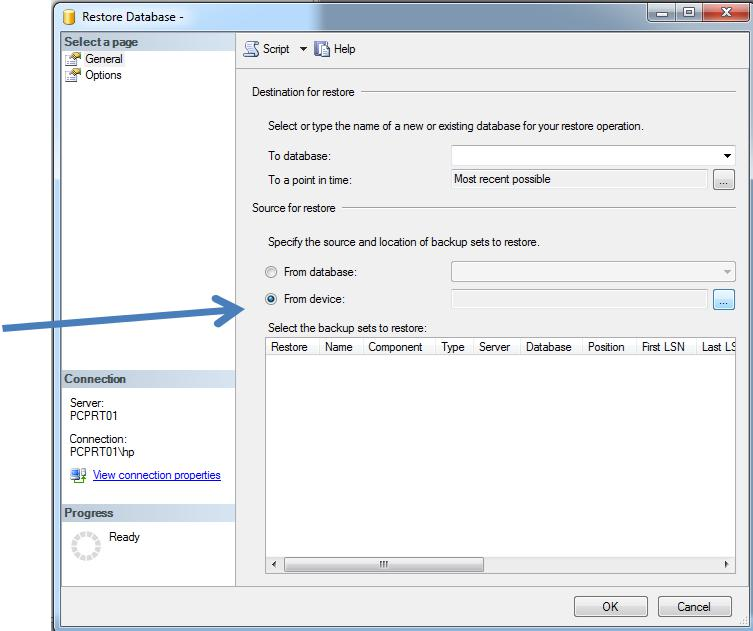 Restore Database -
Select a page
General
Options
Script
Help
Destination for restore
Select or type the name of a new or existing database for your restore operation.
To database:
To a point in time:
Most recent possible
...
Source for restore
Specify the source and location of backup sets to restore.
From database:
From device:
...
Select the backup sets to restore:
Restore Name Component Type Server Database Position First LSN Last LS
Connection
Server:
PCPRT01
Connection:
PCPRT01\hp
View connection properties
Progress
Ready
OK
Cancel